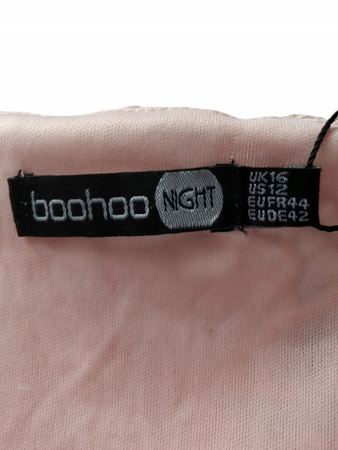 boohoo NIGHT
UK16
US12
EUFR44
EUDE42